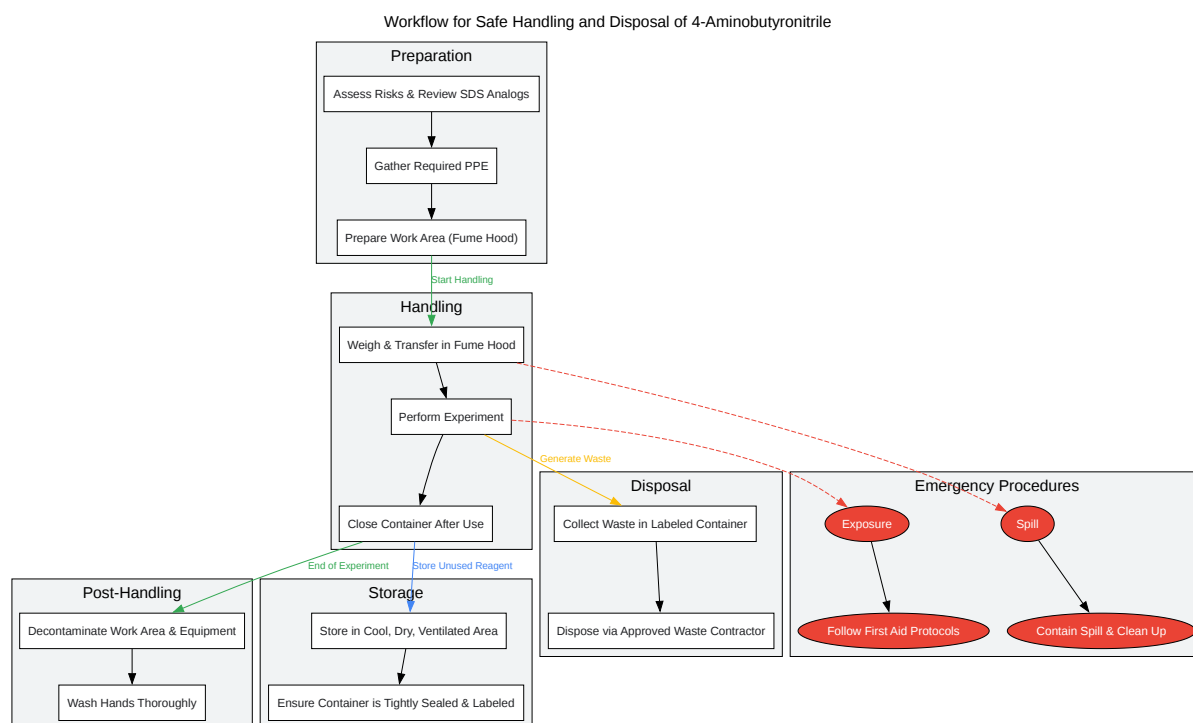 Workflow for Safe Handling and Disposal of 4-Aminobutyronitrile
Preparation
Assess Risks & Review SDS Analogs
Gather Required PPE
Prepare Work Area (Fume Hood)
Start Handling
Handling
Weigh & Transfer in Fume Hood
Perform Experiment
Generate Waste
Close Container After Use
End of Experiment
Store Unused Reagent
Disposal
Collect Waste in Labeled Container
Dispose via Approved Waste Contractor
Emergency Procedures
Exposure
Spill
Follow First Aid Protocols
Contain Spill & Clean Up
Post-Handling
Decontaminate Work Area & Equipment
Wash Hands Thoroughly
Storage
Store in Cool, Dry, Ventilated Area
Ensure Container is Tightly Sealed & Labeled